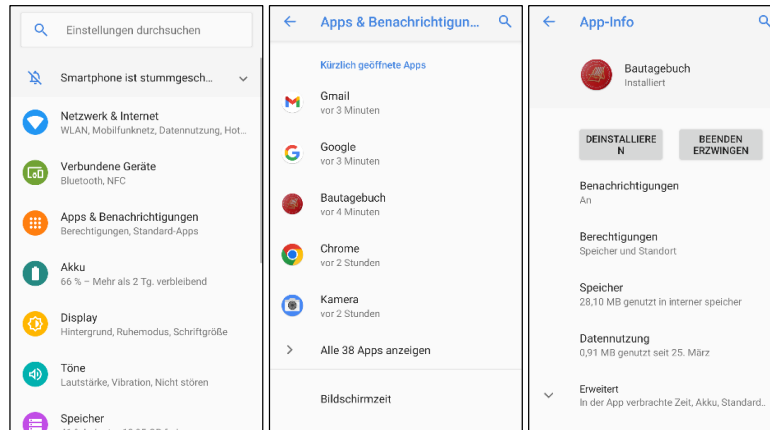 Einstellungen durchsuchen
Smartphone ist stummgesch...
Netzwerk & Internet
WLAN, Mobilfunknetz, Datennutzung, Hot...
Verbundene Geräte
Bluetooth, NFC
Apps & Benachrichtigungen
Berechtigungen, Standard-Apps
Akku
66 % – Mehr als 2 Tg. verbleibend
Display
Hintergrund, Ruhemodus, Schriftgröße
Töne
Lautstärke, Vibration, Nicht stören
Speicher
Apps & Benachrichtigun...
Kürzlich geöffnete Apps
Gmail
vor 3 Minuten
Google
vor 3 Minuten
Bautagebuch
vor 4 Minuten
Chrome
vor 2 Stunden
Kamera
vor 2 Stunden
Alle 38 Apps anzeigen
Bildschirmzeit
App-Info
Bautagebuch
Installiert
DEINSTALLIERE
N
BEENDEN
ERZWINGEN
Benachrichtigungen
An
Berechtigungen
Speicher und Standort
Speicher
28,10 MB genutzt in interner speicher
Datennutzung
0,91 MB genutzt seit 25. März
Erweitert
In der App verbrachte Zeit, Akku, Standard..